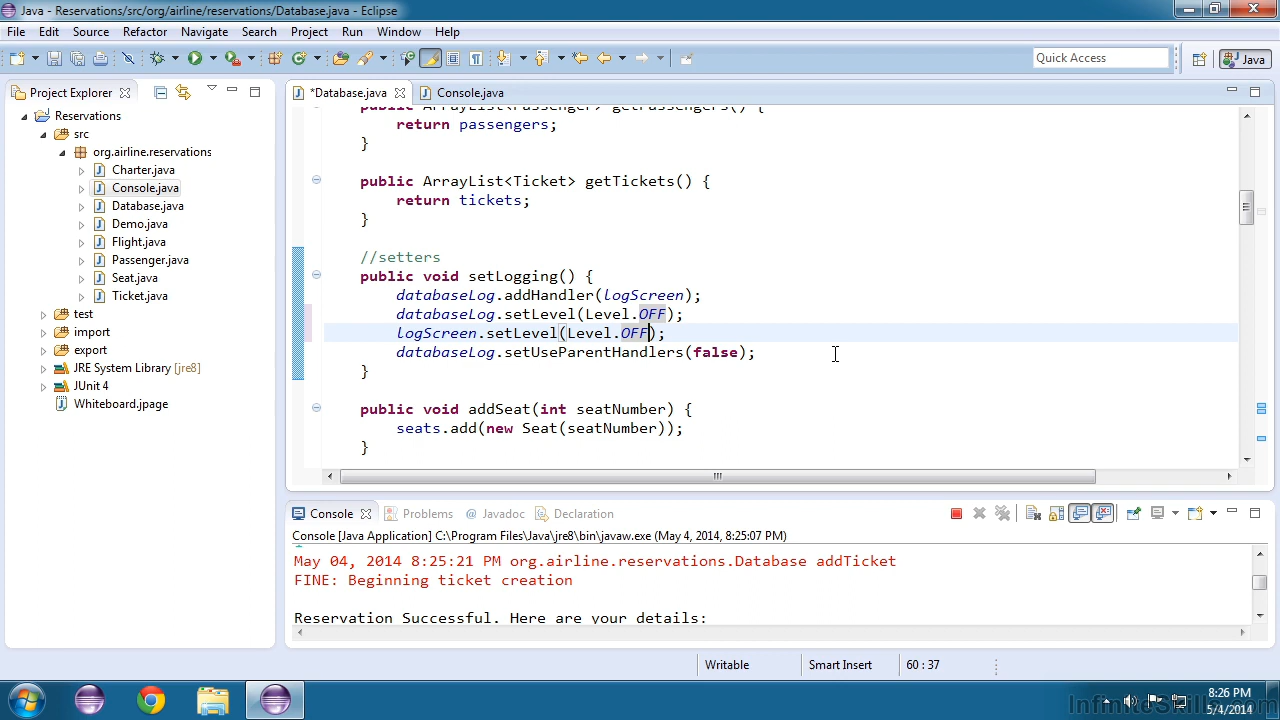 Java - Reservations/src/org/airline/reservations/Database.java - Eclipse
File Edit Source Refactor Navigate Search Project Run Window Help
Quick Access
Java
Project Explorer
*Database.java
Console.java
Reservations
src
org.airline.reservations
Charter.java
Console.java
Database.java
Demo.java
Flight.java
Passenger.java
Seat.java
Ticket.java
test
import
export
JRE System Library [jre8]
JUnit 4
Whiteboard.jpage
public ArrayList<Passenger> getPassengers() {
return passengers;
}
public ArrayList<Ticket> getTickets() {
return tickets;
}
//setters
public void setLogging() {
databaseLog.addHandler(logScreen);
databaseLog.setLevel(Level.OFF);
logScreen.setLevel(Level.OFF);
databaseLog.setUseParentHandlers(false);
}
public void addSeat(int seatNumber) {
seats.add(new Seat(seatNumber));
}
Console Problems @ Javadoc Declaration
Console [Java Application] C:\Program Files\Java\jre8\bin\javaw.exe (May 4, 2014, 8:25:07 PM)
May 04, 2014 8:25:21 PM org.airline.reservations.Database addTicket
FINE: Beginning ticket creation
Reservation Successful. Here are your details:
Writable Smart Insert 60 : 37
8:26 PM
5/4/2014
InfiniteSkills.com